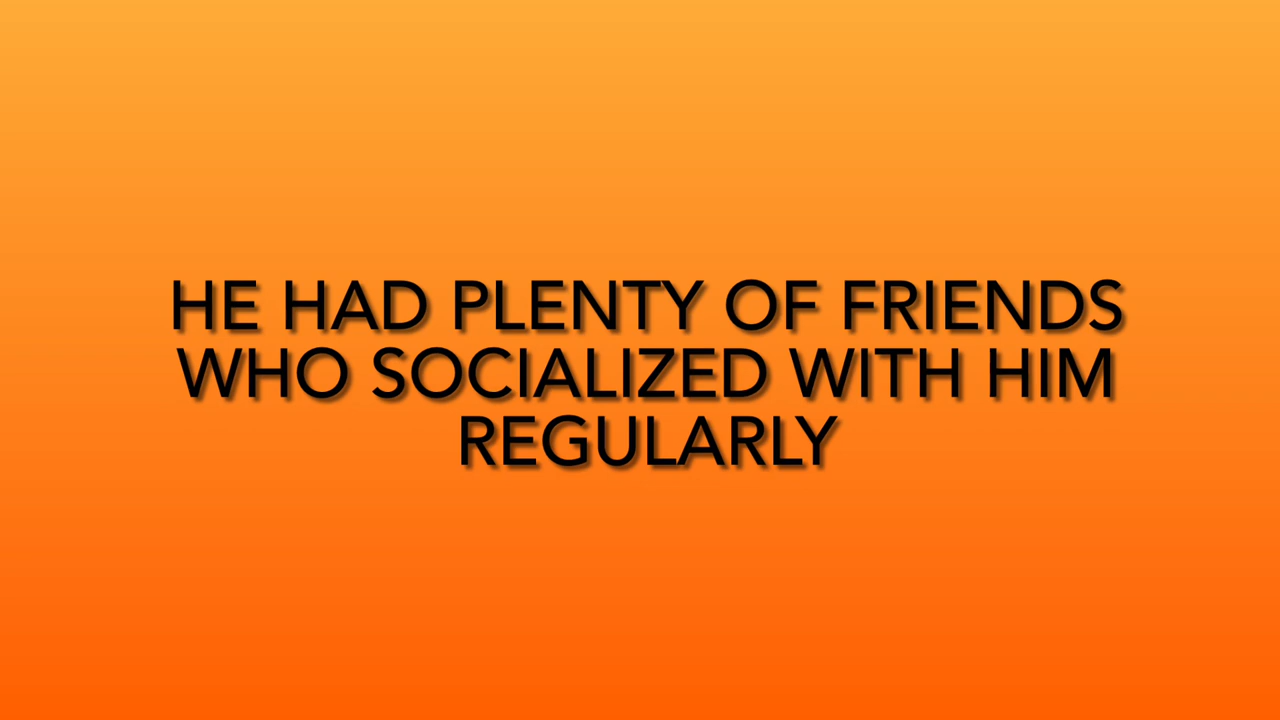 HE HAD PLENTY OF FRIENDS
WHO SOCIALIZED WITH HIM
REGULARLY